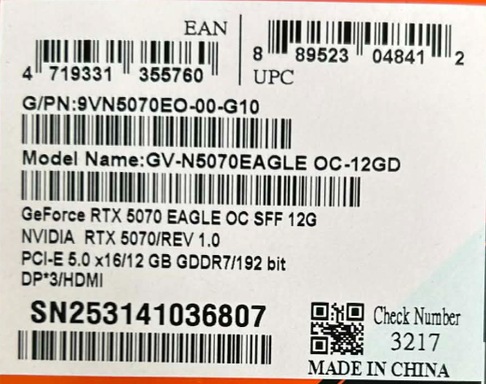 EAN
4 719331 355760
8 89523 04841 2
UPC
G/PN:9VN5070EO-00-G10
Model Name:GV-N5070EAGLE OC-12GD
GeForce RTX 5070 EAGLE OC SFF 12G
NVIDIA RTX 5070/REV 1.0
PCI-E 5.0 x16/12 GB GDDR7/192 bit
DP*3/HDMI
SN253141036807
Check Number
3217
MADE IN CHINA